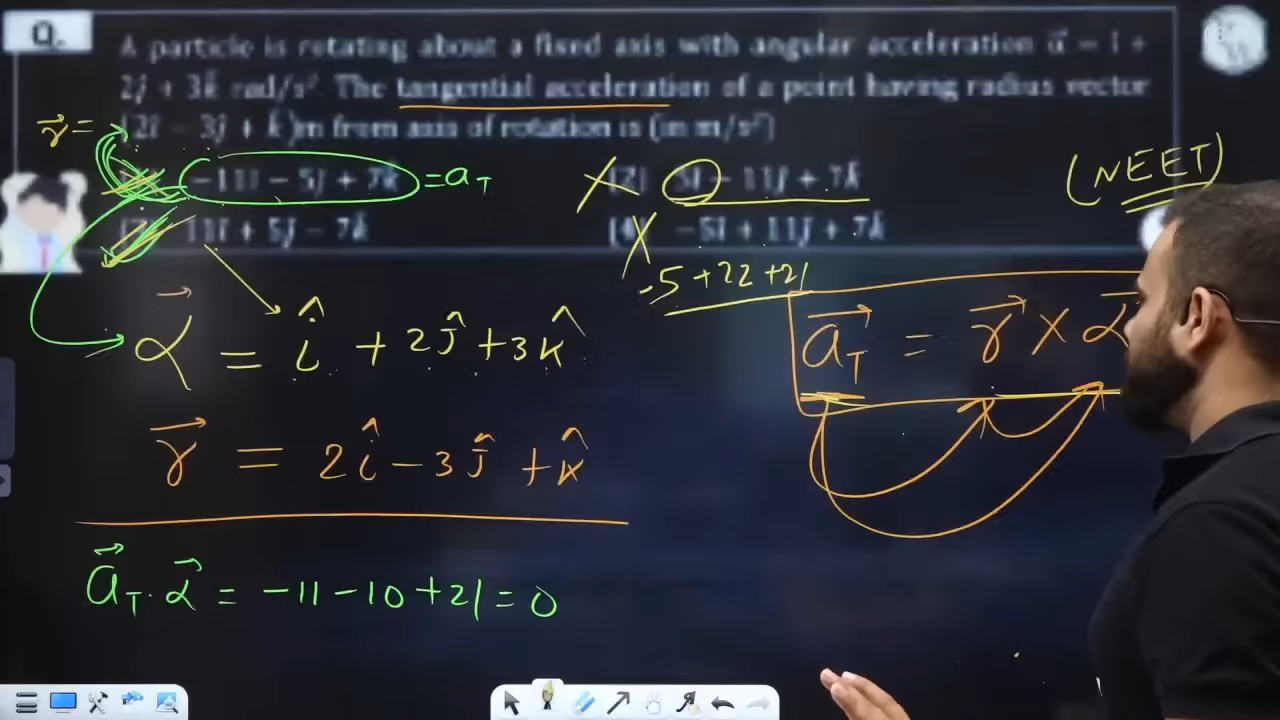 Q.
A particle is rotating about a fixed axis with angular acceleration α⃗ = î +
2ĵ + 3k̂ rad/s². The tangential acceleration of a point having radius vector
r⃗ = (2î − 3ĵ + k̂)m from axis of rotation is (in m/s²)
−11î − 5ĵ + 7k̂ = a_T
(2) 5î − 11ĵ + 7k̂
(NEET)
11î + 5ĵ − 7k̂
(4) −5î + 11ĵ + 7k̂
-5 + 22 + 21
α⃗ = î + 2ĵ + 3k̂
a⃗_T = r⃗ × α⃗
r⃗ = 2î − 3ĵ + k̂
a⃗_T · α⃗ = −11 − 10 + 21 = 0